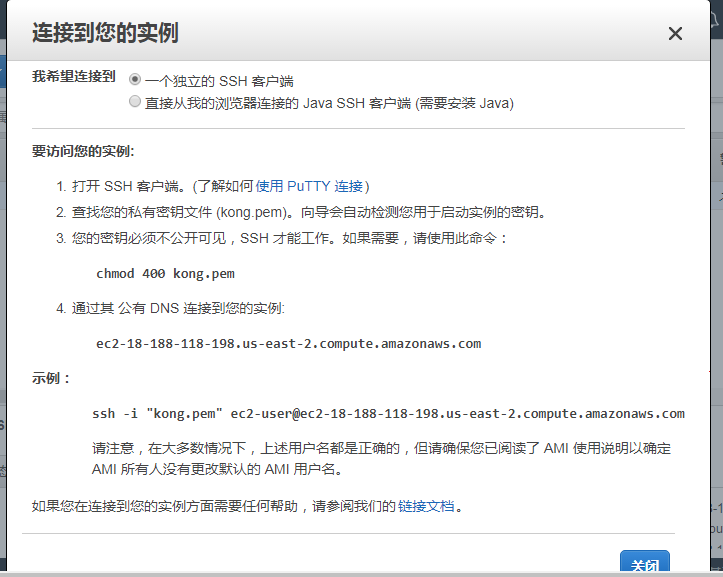 连接到您的实例
我希望连接到
一个独立的 SSH 客户端
直接从我的浏览器连接的 Java SSH 客户端 (需要安装 Java)
要访问您的实例:
1. 打开 SSH 客户端。(了解如何使用 PuTTY 连接)
2. 查找您的私有密钥文件 (kong.pem)。向导会自动检测您用于启动实例的密钥。
3. 您的密钥必须不公开可见，SSH 才能工作。如果需要，请使用此命令：
chmod 400 kong.pem
4. 通过其 公有 DNS 连接到您的实例:
ec2-18-188-118-198.us-east-2.compute.amazonaws.com
示例：
ssh -i "kong.pem" ec2-user@ec2-18-188-118-198.us-east-2.compute.amazonaws.com
请注意，在大多数情况下，上述用户名都是正确的，但请确保您已阅读了 AMI 使用说明以确定
AMI 所有人没有更改默认的 AMI 用户名。
如果您在连接到您的实例方面需要任何帮助，请参阅我们的链接文档。
关闭